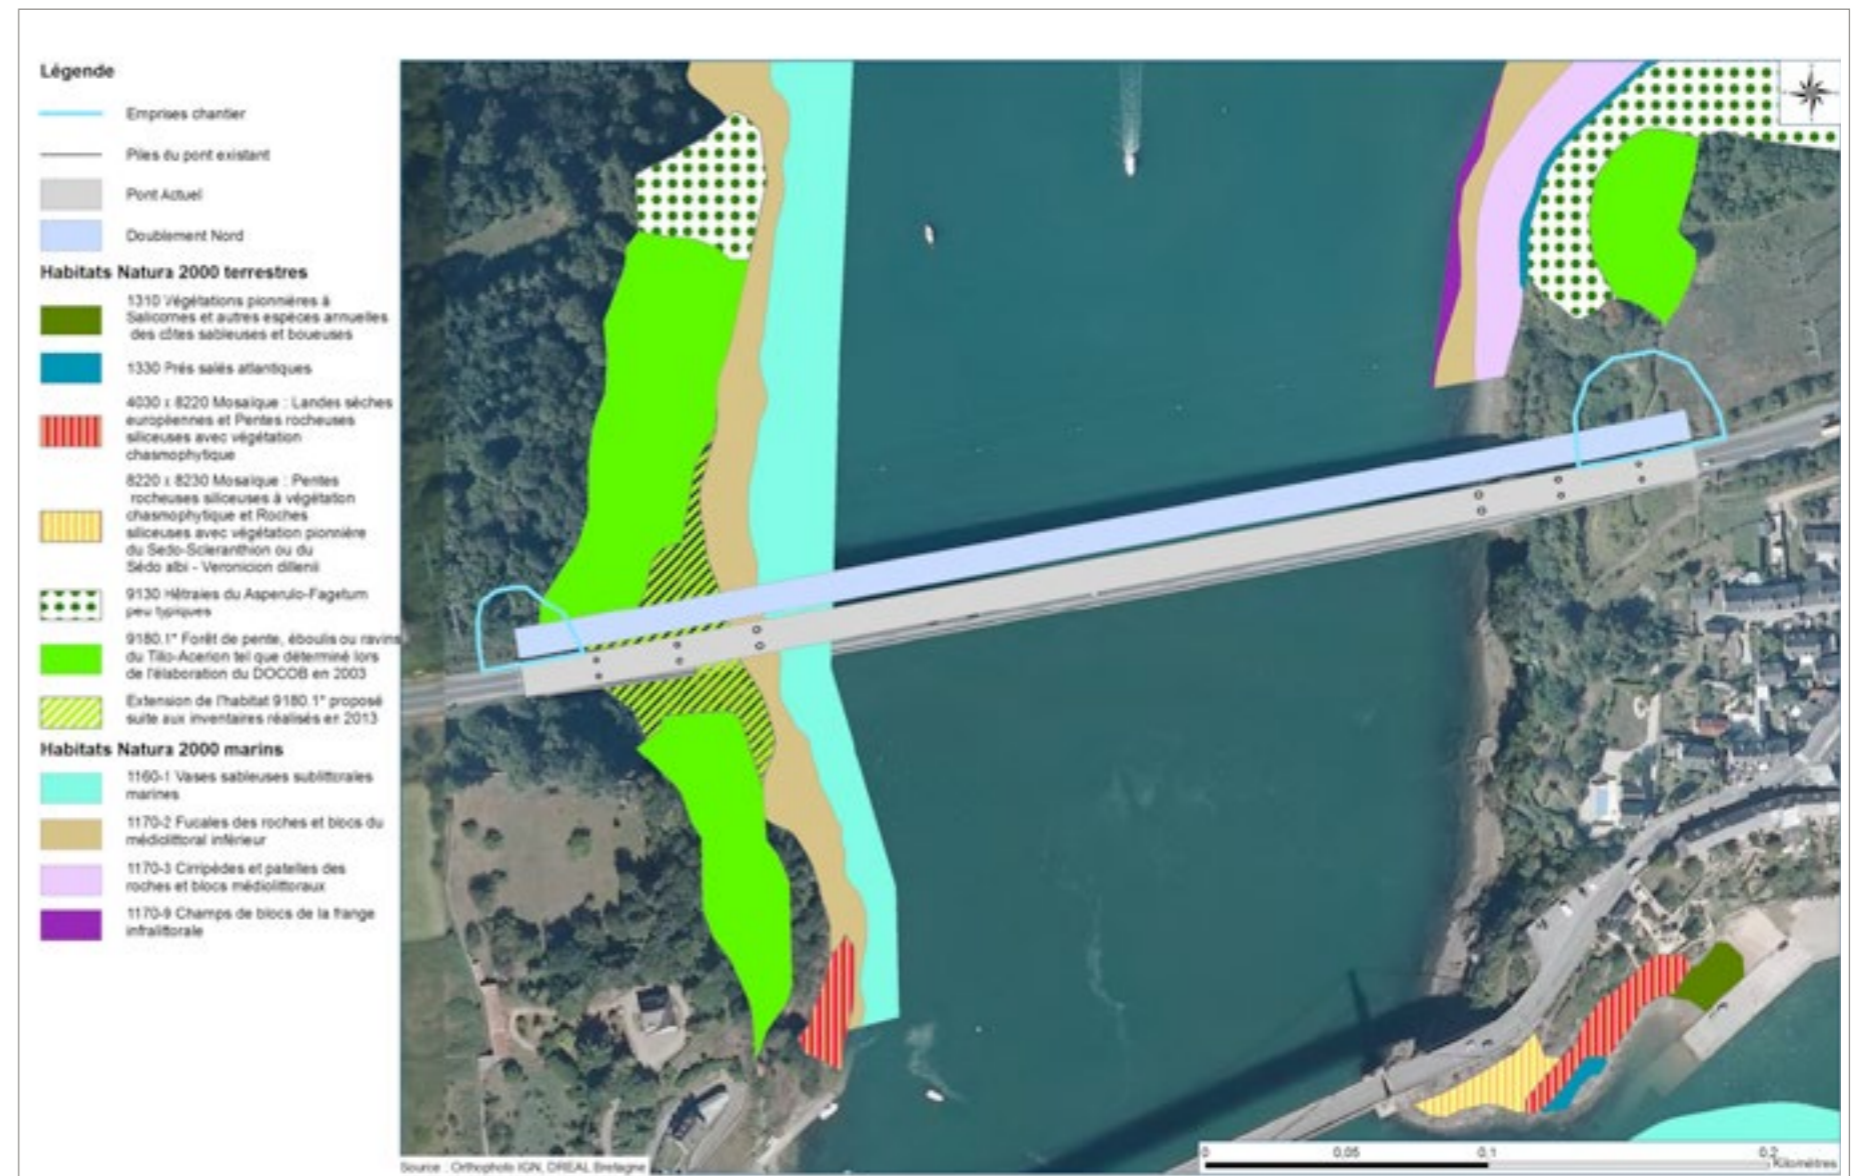 Légende
Emprises chantier
Piles du pont existant
Pont Actuel
Doublement Nord
Habitats Natura 2000 terrestres
1310 Végétations pionnières à
Salicornes et autres espèces annuelles
des côtes sableuses et boueuses
1330 Prés salés atlantiques
4030 x 8220 Mosaïque : Landes sèches
européennes et Pentes rocheuses
siliceuses avec végétation
chasmophytique
8220 x 8230 Mosaïque : Pentes
rocheuses siliceuses à végétation
chasmophytique et Roches
siliceuses avec végétation pionnière
du Sedo-Scleranthion ou du
Sédo albi - Veronicion dillenii
9130 Hêtraies du Asperulo-Fagetum
peu typiques
9180.1* Forêt de pente, éboulis ou ravins
du Tilio-Acerion tel que déterminé lors
de l'élaboration du DOCOB en 2003
Extension de l'habitat 9180.1* proposé
suite aux inventaires réalisés en 2013
Habitats Natura 2000 marins
1160-1 Vases sableuses sublittorales
marines
1170-2 Fucales des roches et blocs du
médiolittoral inférieur
1170-3 Cirripèdes et patelles des
roches et blocs médiolittoraux
1170-9 Champs de blocs de la frange
infralittorale
Source : Orthophoto IGN, DREAL Bretagne
0 0,05 0,1 0,2
Kilomètres